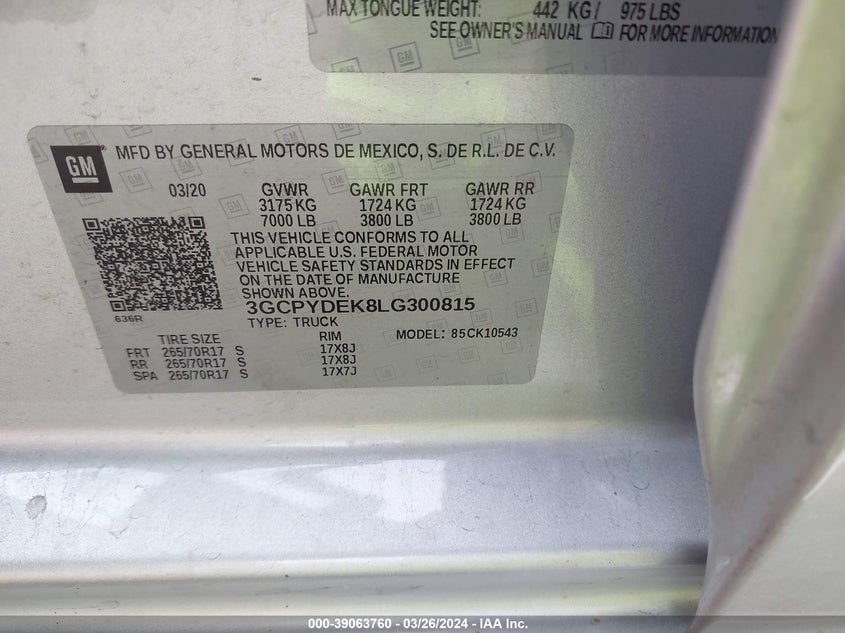 MAX TONGUE WEIGHT: 442 KG / 975 LBS
SEE OWNER'S MANUAL FOR MORE INFORMATION
GM MFD BY GENERAL MOTORS DE MEXICO, S. DE R.L. DE C.V.
03/20 GVWR GAWR FRT GAWR RR
3175 KG 1724 KG 1724 KG
7000 LB 3800 LB 3800 LB
THIS VEHICLE CONFORMS TO ALL
APPLICABLE U.S. FEDERAL MOTOR
VEHICLE SAFETY STANDARDS IN EFFECT
ON THE DATE OF MANUFACTURE
SHOWN ABOVE.
3GCPYDEK8LG300815
636R
TYPE: TRUCK MODEL: 85CK10543
TIRE SIZE RIM
FRT 265/70R17 S 17X8J
RR 265/70R17 S 17X8J
SPA 265/70R17 S 17X7J
000-39063760 - 03/26/2024 - IAA Inc.